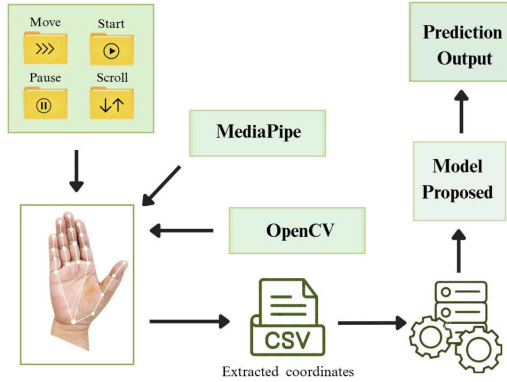 Move Start
Pause Scroll
MediaPipe
OpenCV
CSV
Extracted coordinates
Model
Proposed
Prediction
Output